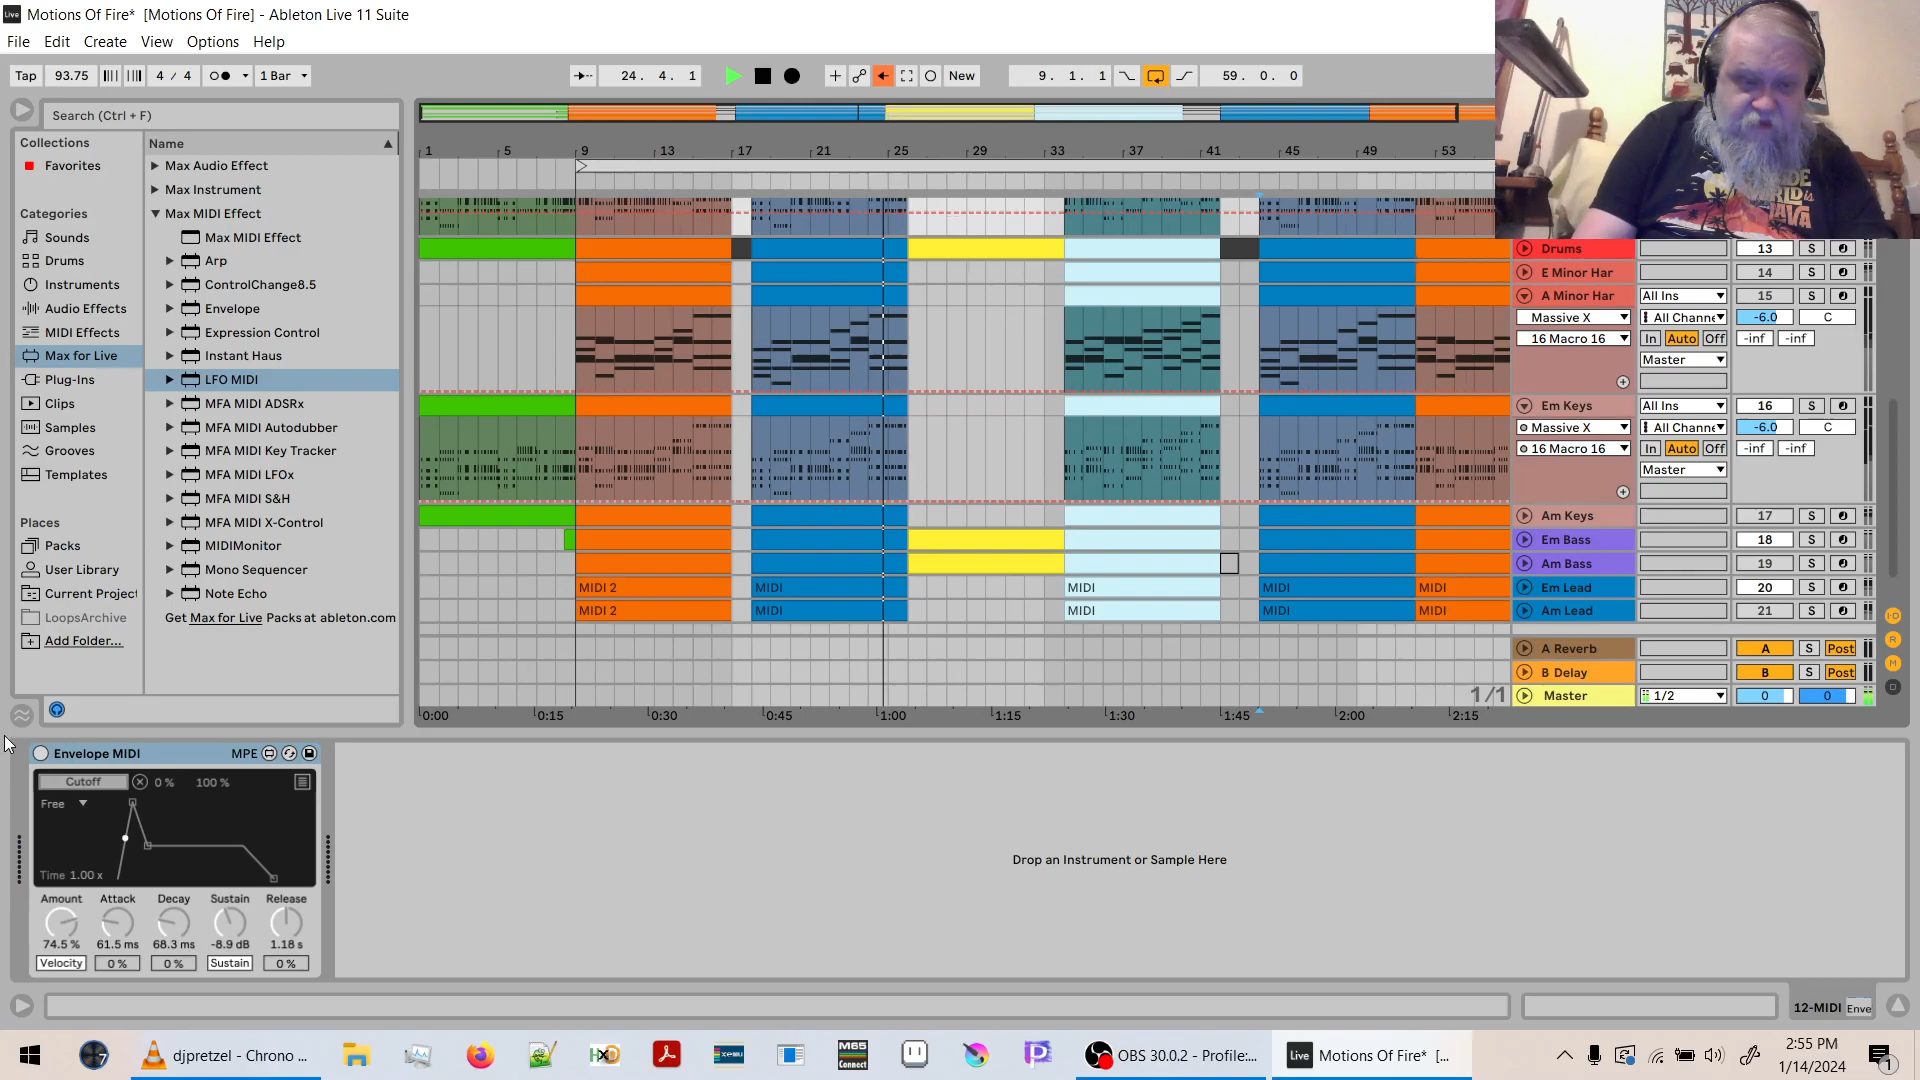 Motions Of Fire* [Motions Of Fire] - Ableton Live 11 Suite
File Edit Create View Options Help
Tap 93.75 4 / 4 1 Bar 24. 4. 1 New 9. 1. 1 59. 0. 0
Search (Ctrl + F)
Collections
Favorites
Categories
Sounds
Drums
Instruments
Audio Effects
MIDI Effects
Max for Live
Plug-Ins
Clips
Samples
Grooves
Templates
Places
Packs
User Library
Current Project
LoopsArchive
Add Folder...
Name
Max Audio Effect
Max Instrument
Max MIDI Effect
Max MIDI Effect
Arp
ControlChange8.5
Envelope
Expression Control
Instant Haus
LFO MIDI
MFA MIDI ADSRx
MFA MIDI Autodubber
MFA MIDI Key Tracker
MFA MIDI LFOx
MFA MIDI S&H
MFA MIDI X-Control
MIDIMonitor
Mono Sequencer
Note Echo
Get Max for Live Packs at ableton.com
1 5 9 13 17 21 25 29 33 37 41 45 49 53
MIDI 2 MIDI MIDI MIDI MIDI
MIDI 2 MIDI MIDI MIDI MIDI
1/1
0:00 0:15 0:30 0:45 1:00 1:15 1:30 1:45 2:00 2:15
Drums 13 S
E Minor Har 14 S
A Minor Har All Ins 15 S
Massive X All Channe -6.0 C
16 Macro 16 In Auto Off -inf -inf
Master
Em Keys All Ins 16 S
Massive X All Channe -6.0 C
16 Macro 16 In Auto Off -inf -inf
Master
Am Keys 17 S
Em Bass 18 S
Am Bass 19 S
Em Lead 20 S
Am Lead 21 S
A Reverb A S Post
B Delay B S Post
Master 1/2 0 0
Envelope MIDI MPE
Cutoff 0 % 100 %
Free
Time 1.00 x
Amount Attack Decay Sustain Release
74.5 % 61.5 ms 68.3 ms -8.9 dB 1.18 s
Velocity 0 % 0 % Sustain 0 %
Drop an Instrument or Sample Here
12-MIDI Enve
djpretzel - Chrono ...
M65
Connect
OBS 30.0.2 - Profile:...
Live Motions Of Fire* [...
2:55 PM
1/14/2024
1